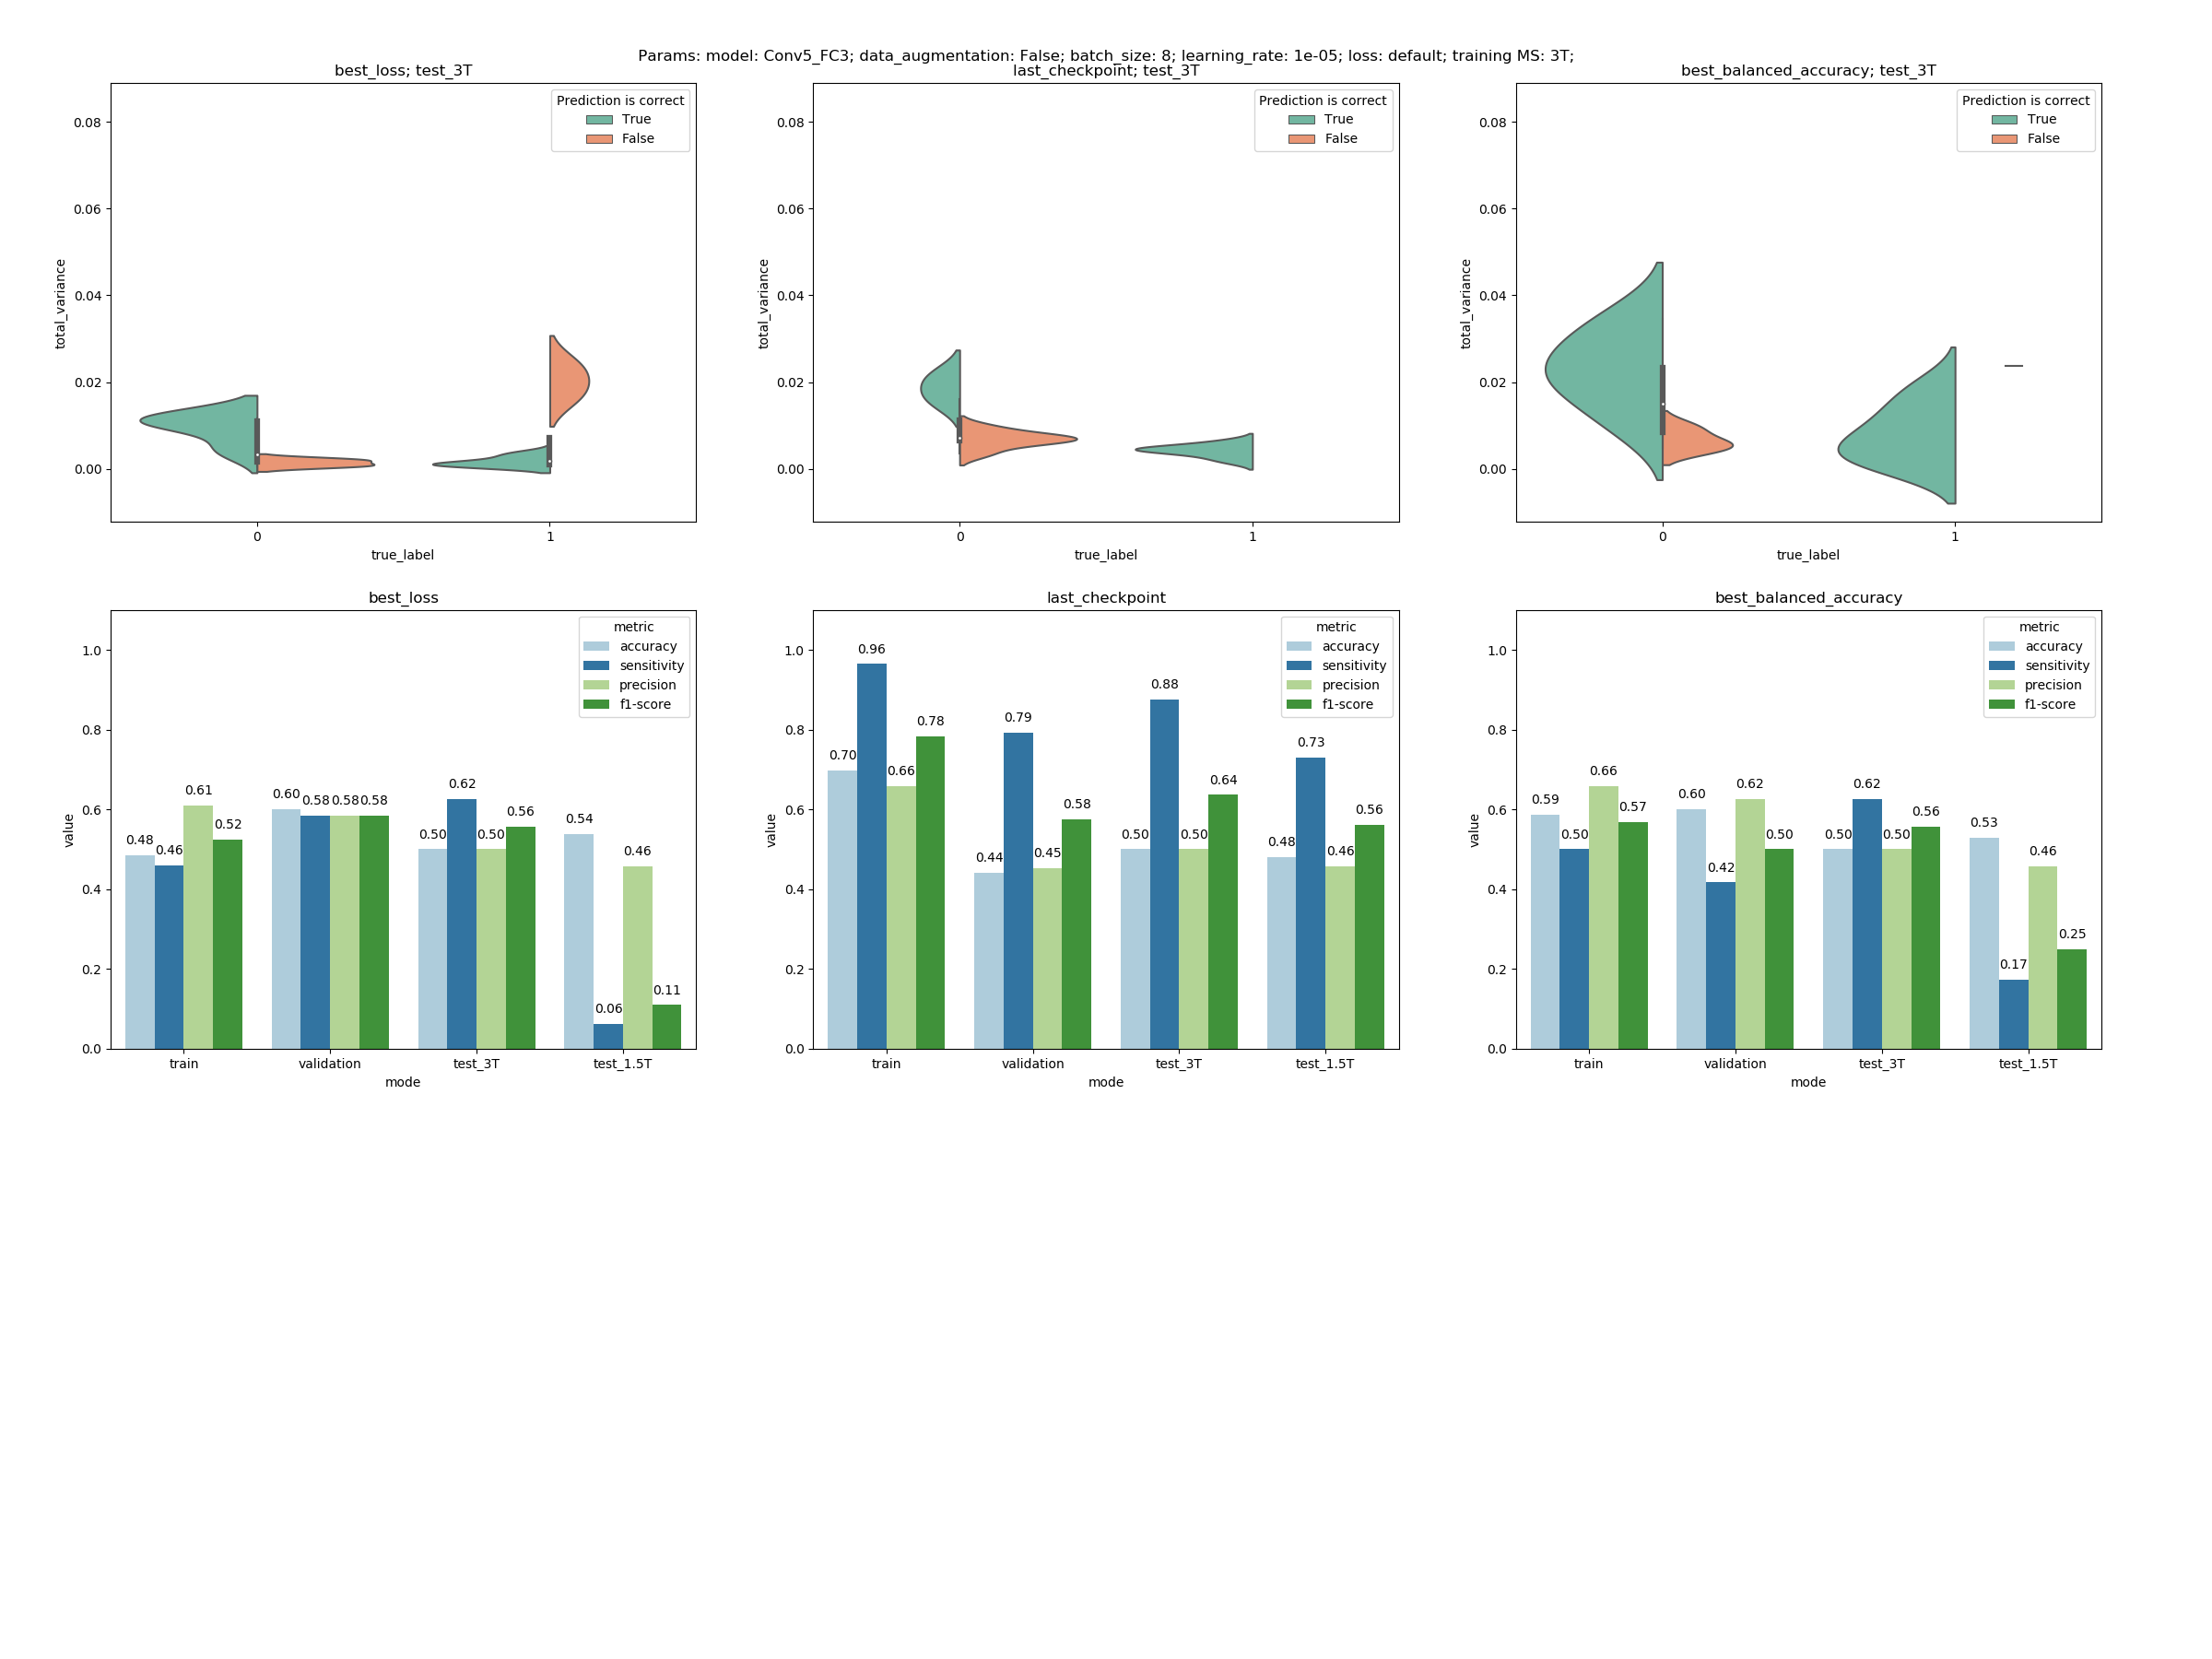 Params: model: Conv5_FC3; data_augmentation: False; batch_size: 8; learning_rate: 1e-05; loss: default; training MS: 3T;
best_loss; test_3T
Prediction is correct
True
False
0.08
0.06
0.04
0.02
0.00
total_variance
0 1
true_label
last_checkpoint; test_3T
Prediction is correct
True
False
0.08
0.06
0.04
0.02
0.00
total_variance
0 1
true_label
best_balanced_accuracy; test_3T
Prediction is correct
True
False
0.08
0.06
0.04
0.02
0.00
total_variance
0 1
true_label
best_loss
metric
accuracy
sensitivity
precision
f1-score
1.0
0.8
0.6
0.4
0.2
0.0
value
0.48 0.46 0.61 0.52
0.60 0.58 0.58 0.58
0.50 0.62 0.50 0.56
0.54 0.06 0.46 0.11
train validation test_3T test_1.5T
mode
last_checkpoint
metric
accuracy
sensitivity
precision
f1-score
1.0
0.8
0.6
0.4
0.2
0.0
value
0.70 0.96 0.66 0.78
0.44 0.79 0.45 0.58
0.50 0.88 0.50 0.64
0.48 0.73 0.46 0.56
train validation test_3T test_1.5T
mode
best_balanced_accuracy
metric
accuracy
sensitivity
precision
f1-score
1.0
0.8
0.6
0.4
0.2
0.0
value
0.59 0.50 0.66 0.57
0.60 0.42 0.62 0.50
0.50 0.62 0.50 0.56
0.53 0.17 0.46 0.25
train validation test_3T test_1.5T
mode